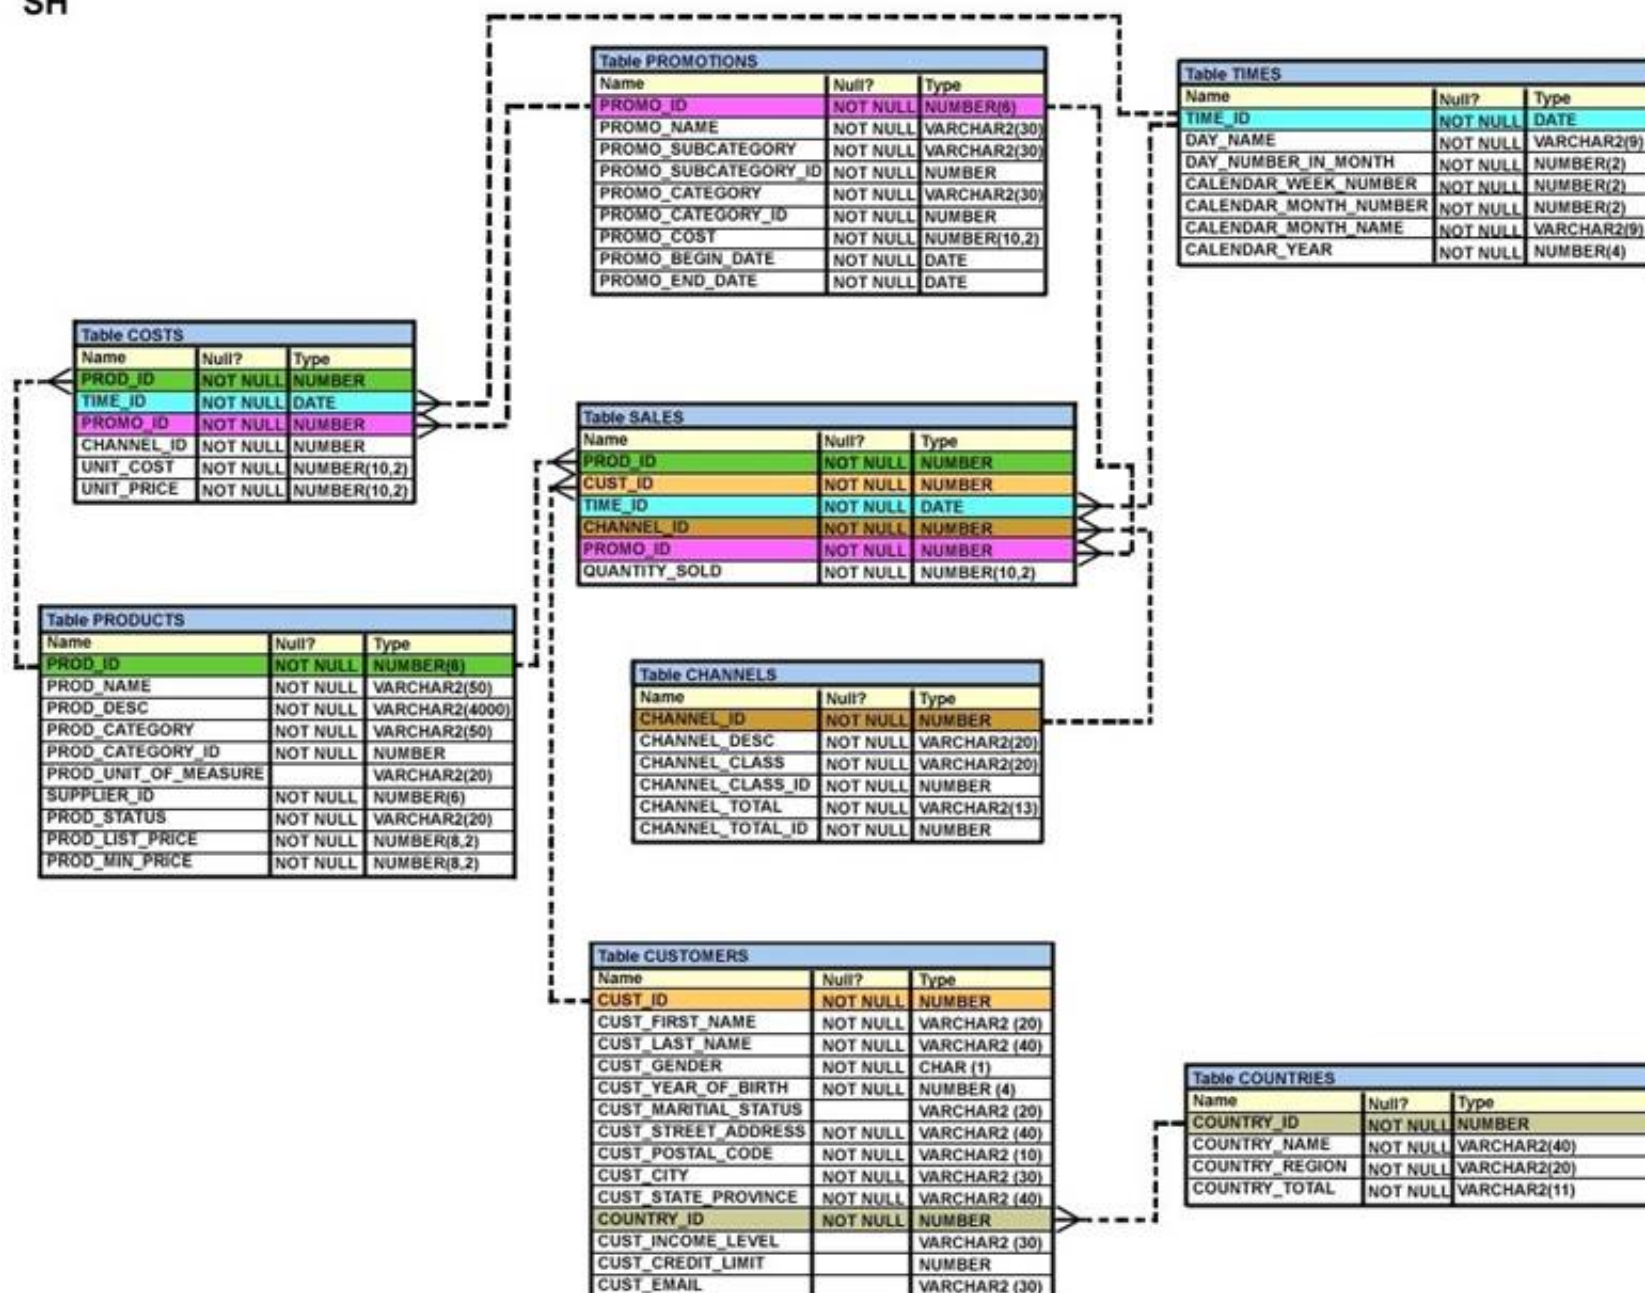 SH
Table PROMOTIONS
Name Null? Type
PROMO_ID NOT NULL NUMBER(6)
PROMO_NAME NOT NULL VARCHAR2(30)
PROMO_SUBCATEGORY NOT NULL VARCHAR2(30)
PROMO_SUBCATEGORY_ID NOT NULL NUMBER
PROMO_CATEGORY NOT NULL VARCHAR2(30)
PROMO_CATEGORY_ID NOT NULL NUMBER
PROMO_COST NOT NULL NUMBER(10,2)
PROMO_BEGIN_DATE NOT NULL DATE
PROMO_END_DATE NOT NULL DATE
Table TIMES
Name Null? Type
TIME_ID NOT NULL DATE
DAY_NAME NOT NULL VARCHAR2(9)
DAY_NUMBER_IN_MONTH NOT NULL NUMBER(2)
CALENDAR_WEEK_NUMBER NOT NULL NUMBER(2)
CALENDAR_MONTH_NUMBER NOT NULL NUMBER(2)
CALENDAR_MONTH_NAME NOT NULL VARCHAR2(9)
CALENDAR_YEAR NOT NULL NUMBER(4)
Table COSTS
Name Null? Type
PROD_ID NOT NULL NUMBER
TIME_ID NOT NULL DATE
PROMO_ID NOT NULL NUMBER
CHANNEL_ID NOT NULL NUMBER
UNIT_COST NOT NULL NUMBER(10,2)
UNIT_PRICE NOT NULL NUMBER(10,2)
Table SALES
Name Null? Type
PROD_ID NOT NULL NUMBER
CUST_ID NOT NULL NUMBER
TIME_ID NOT NULL DATE
CHANNEL_ID NOT NULL NUMBER
PROMO_ID NOT NULL NUMBER
QUANTITY_SOLD NOT NULL NUMBER(10,2)
Table PRODUCTS
Name Null? Type
PROD_ID NOT NULL NUMBER(6)
PROD_NAME NOT NULL VARCHAR2(50)
PROD_DESC NOT NULL VARCHAR2(4000)
PROD_CATEGORY NOT NULL VARCHAR2(50)
PROD_CATEGORY_ID NOT NULL NUMBER
PROD_UNIT_OF_MEASURE VARCHAR2(20)
SUPPLIER_ID NOT NULL NUMBER(6)
PROD_STATUS NOT NULL VARCHAR2(20)
PROD_LIST_PRICE NOT NULL NUMBER(8,2)
PROD_MIN_PRICE NOT NULL NUMBER(8,2)
Table CHANNELS
Name Null? Type
CHANNEL_ID NOT NULL NUMBER
CHANNEL_DESC NOT NULL VARCHAR2(20)
CHANNEL_CLASS NOT NULL VARCHAR2(20)
CHANNEL_CLASS_ID NOT NULL NUMBER
CHANNEL_TOTAL NOT NULL VARCHAR2(13)
CHANNEL_TOTAL_ID NOT NULL NUMBER
Table CUSTOMERS
Name Null? Type
CUST_ID NOT NULL NUMBER
CUST_FIRST_NAME NOT NULL VARCHAR2 (20)
CUST_LAST_NAME NOT NULL VARCHAR2 (40)
CUST_GENDER NOT NULL CHAR (1)
CUST_YEAR_OF_BIRTH NOT NULL NUMBER (4)
CUST_MARITIAL_STATUS VARCHAR2 (20)
CUST_STREET_ADDRESS NOT NULL VARCHAR2 (40)
CUST_POSTAL_CODE NOT NULL VARCHAR2 (10)
CUST_CITY NOT NULL VARCHAR2 (30)
CUST_STATE_PROVINCE NOT NULL VARCHAR2 (40)
COUNTRY_ID NOT NULL NUMBER
CUST_INCOME_LEVEL VARCHAR2 (30)
CUST_CREDIT_LIMIT NUMBER
CUST_EMAIL VARCHAR2 (30)
Table COUNTRIES
Name Null? Type
COUNTRY_ID NOT NULL NUMBER
COUNTRY_NAME NOT NULL VARCHAR2(40)
COUNTRY_REGION NOT NULL VARCHAR2(20)
COUNTRY_TOTAL NOT NULL VARCHAR2(11)